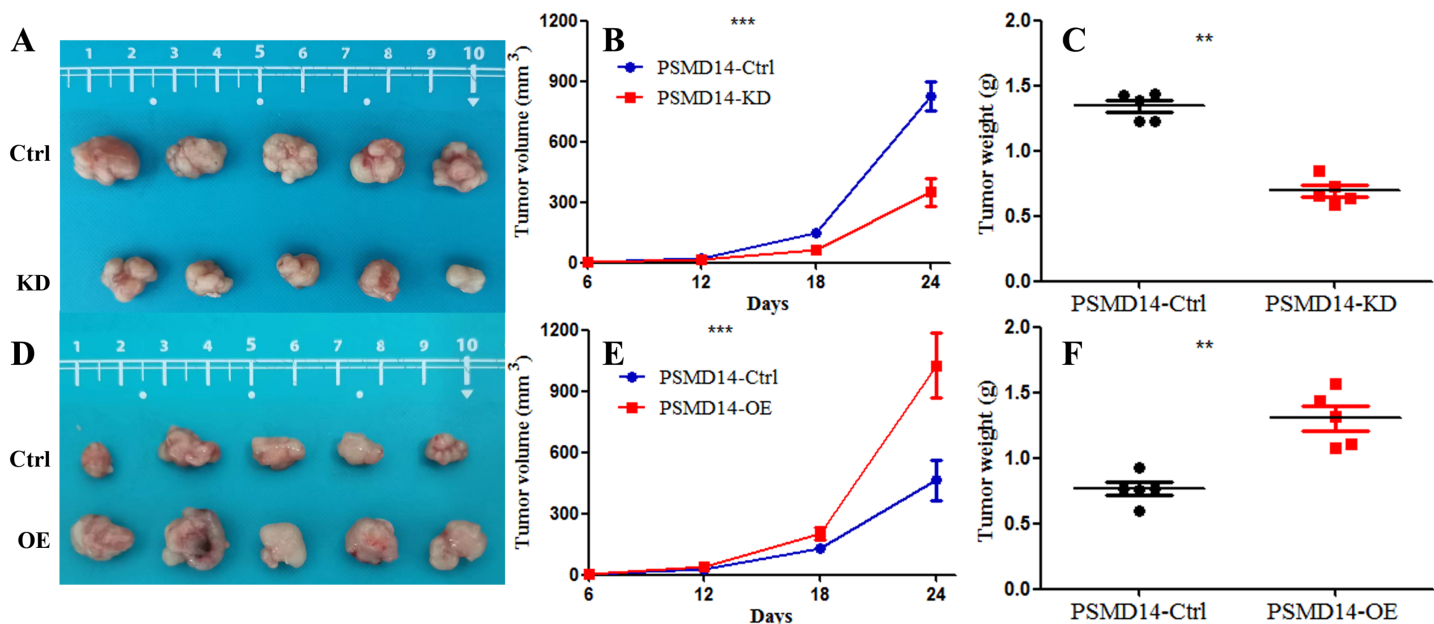 A
1 2 3 4 5 6 7 8 9 10
Ctrl
KD
B
***
PSMD14-Ctrl
PSMD14-KD
Tumor volume (mm³)
1200
900
600
300
0
6 12 18 24
Days
C
**
Tumor weight (g)
2.0
1.5
1.0
0.5
0.0
PSMD14-Ctrl PSMD14-KD
D
1 2 3 4 5 6 7 8 9 10
Ctrl
OE
E
***
PSMD14-Ctrl
PSMD14-OE
Tumor volume (mm³)
1200
900
600
300
0
6 12 18 24
Days
F
**
Tumor weight (g)
2.0
1.5
1.0
0.5
0.0
PSMD14-Ctrl PSMD14-OE